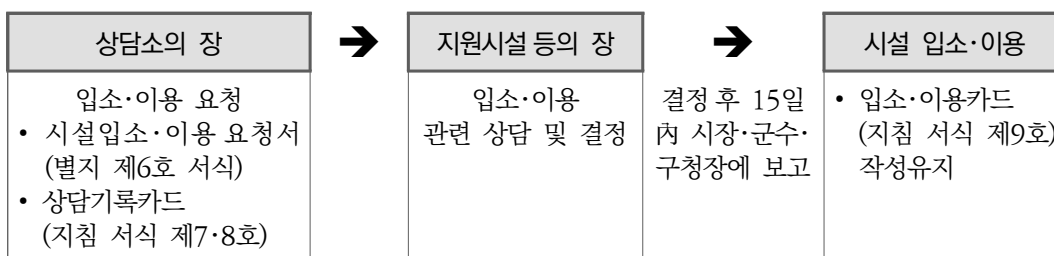 상담소의 장
입소·이용 요청
• 시설입소·이용 요청서
(별지 제6호 서식)
• 상담기록카드
(지침 서식 제7·8호)
➔
지원시설 등의 장
입소·이용
관련 상담 및 결정
➔
결정 후 15일
內 시장·군수·
구청장에 보고
시설 입소·이용
• 입소·이용카드
(지침 서식 제9호)
작성유지